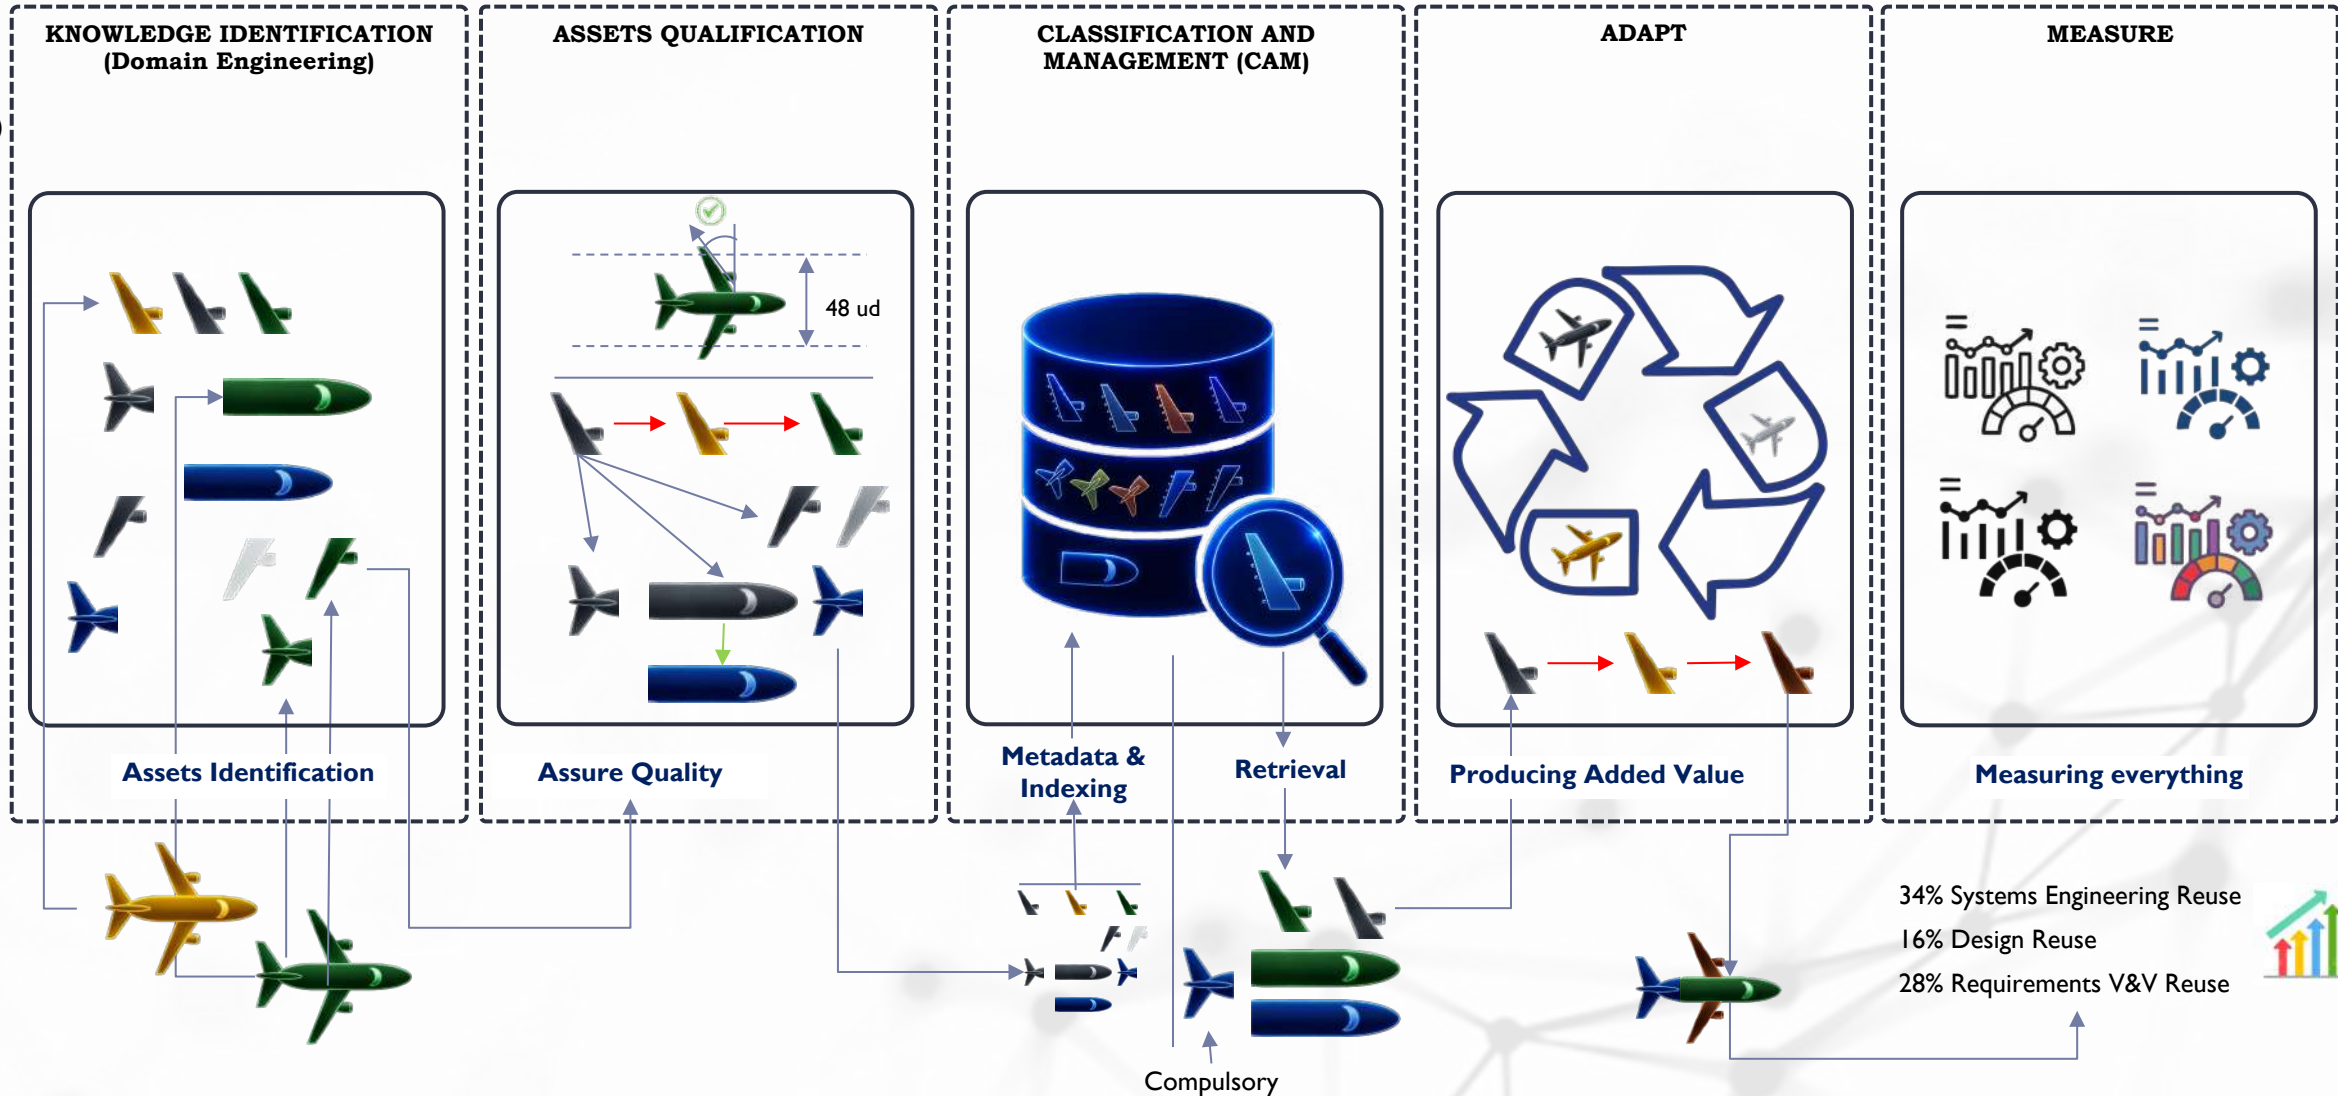 KNOWLEDGE IDENTIFICATION
(Domain Engineering)
ASSETS QUALIFICATION
CLASSIFICATION AND
MANAGEMENT (CAM)
ADAPT
MEASURE
48 ud
Assets Identification
Assure Quality
Metadata &
Indexing
Retrieval
Producing Added Value
Measuring everything
34% Systems Engineering Reuse
16% Design Reuse
28% Requirements V&V Reuse
Compulsory